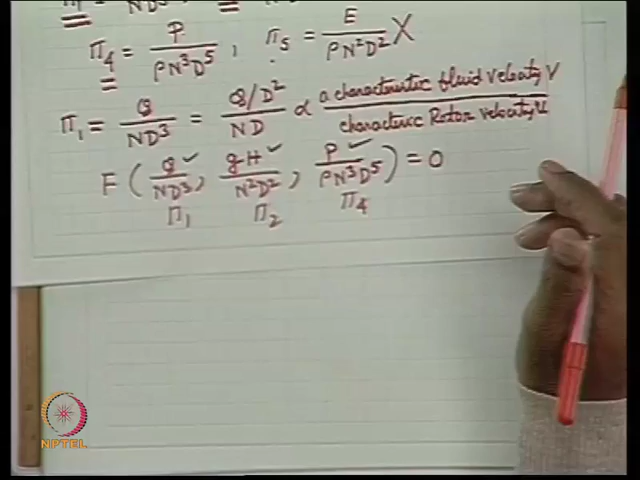 π₄ = P / ρN³D⁵ , π₅ = E / ρN²D² X
π₁ = Q / ND³ = Q/D² / ND ∝ a characteristic fluid velocity V / characteric Rotor velocity U
F ( Q / ND³ ✓, gH / N²D² ✓, P / ρN³D⁵ ✓ ) = 0
π₁ π₂ π₄
NPTEL